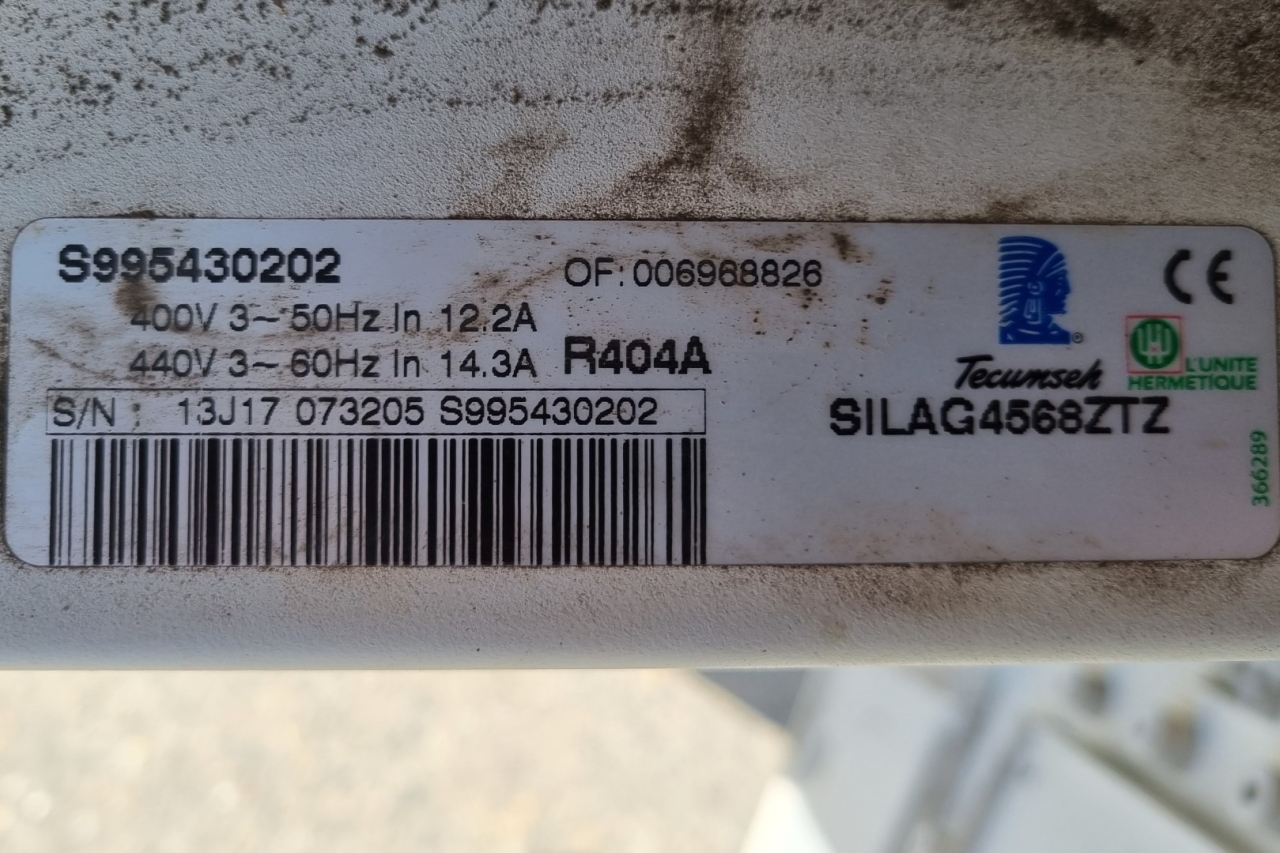 S995430202
OF: 006968826
400V 3~ 50Hz In 12.2A
440V 3~ 60Hz In 14.3A
R404A
S/N : 13J17 073205 S995430202
CE
Tecumseh ®
L'UNITE
HERMETIQUE
SILAG4568ZTZ
366289